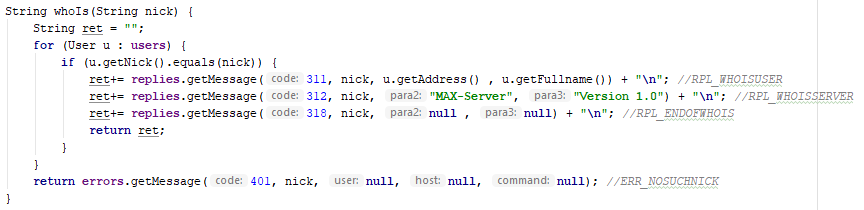 String whoIs(String nick) {
    String ret = "";
    for (User u : users) {
        if (u.getNick().equals(nick)) {
            ret+= replies.getMessage( code: 311, nick, u.getAddress() , u.getFullname()) + "\n"; //RPL_WHOISUSER
            ret+= replies.getMessage( code: 312, nick, para2: "MAX-Server", para3: "Version 1.0") + "\n"; //RPL_WHOISSERVER
            ret+= replies.getMessage( code: 318, nick, para2: null , para3: null) + "\n"; //RPL_ENDOFWHOIS
            return ret;
        }
    }
    return errors.getMessage( code: 401, nick, user: null, host: null, command: null); //ERR_NOSUCHNICK
}